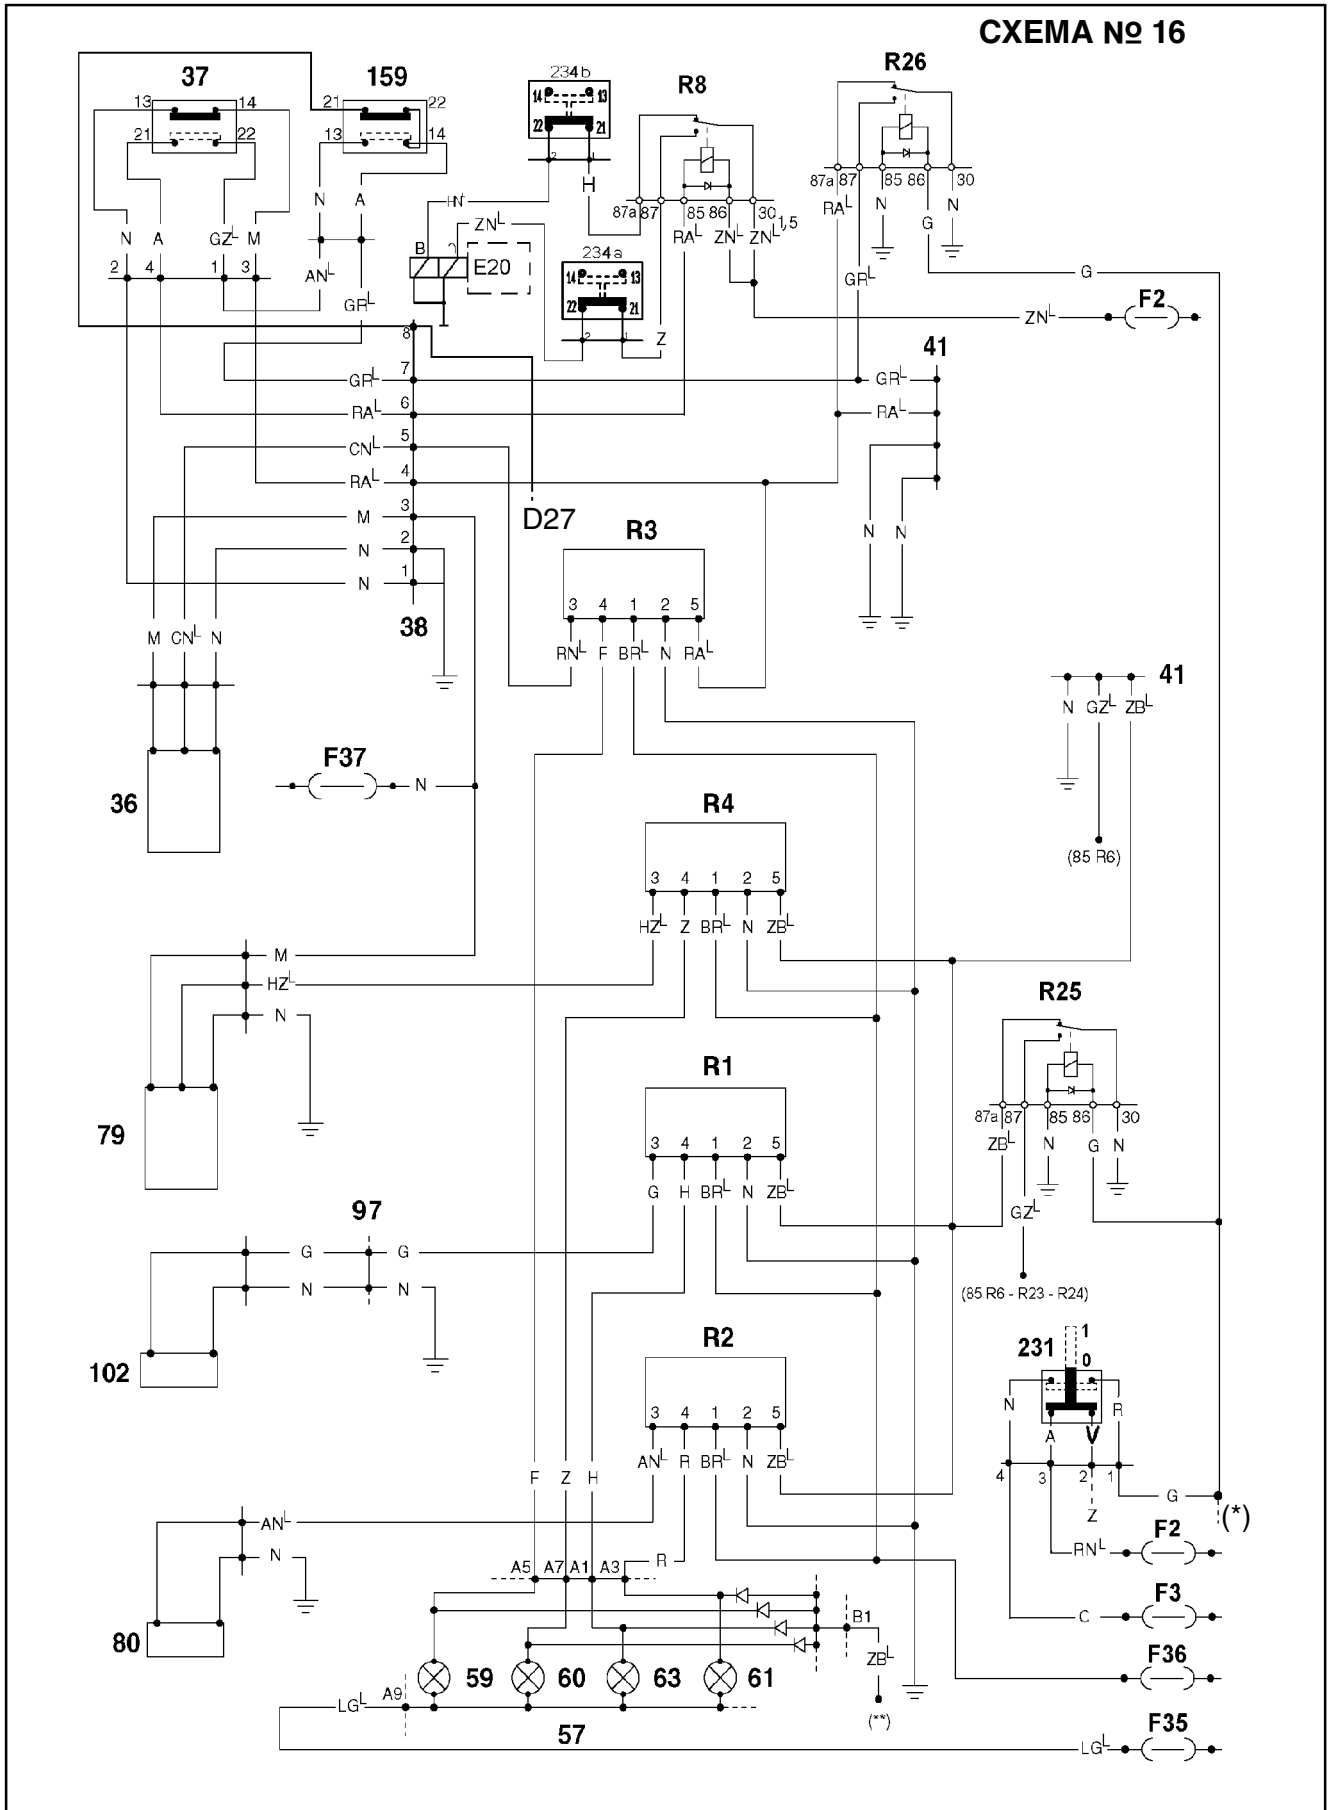 СХЕМА № 16
37
159
234b
R8
R26
13 14
21 22
21 22
13 14
14 13
22 21
2 1
N A GZL M
N A
H
HN
ZNL
B
E20
234a
14 13
22 21
2 1
87a 87 85 86 30
RAL ZNL ZNL 1,5
87a 87 85 86 30
RAL N G N
GRL
G
2 4 1 3
ANL
GRL
Z
ZNL
F2
41
8
GRL 7
RAL 6
CNL 5
RAL 4
M 3
N 2
N 1
GRL
RAL
N N
D27
38
M CNL N
R3
3 4 1 2 5
RNL F BRL N RAL
41
N GZL ZBL
(85 R6)
F37
N
36
R4
3 4 1 2 5
HZL Z BRL N ZBL
M
HZL
N
79
R25
87a 87 85 86 30
ZBL N G N
GZL
(85 R6 - R23 - R24)
R1
3 4 1 2 5
G H BRL N ZBL
97
G G
N N
102
R2
3 4 1 2 5
ANL R BRL N ZBL
231
1
0
N R
A V
4 3 2 1
Z
G
(*)
RNL
F2
C
F3
F36
LGL
F35
F Z H
ANL
N
80
A5 A7 A1 A3
R
B1
ZBL
(**)
59 60 63 61
A9
LGL
57